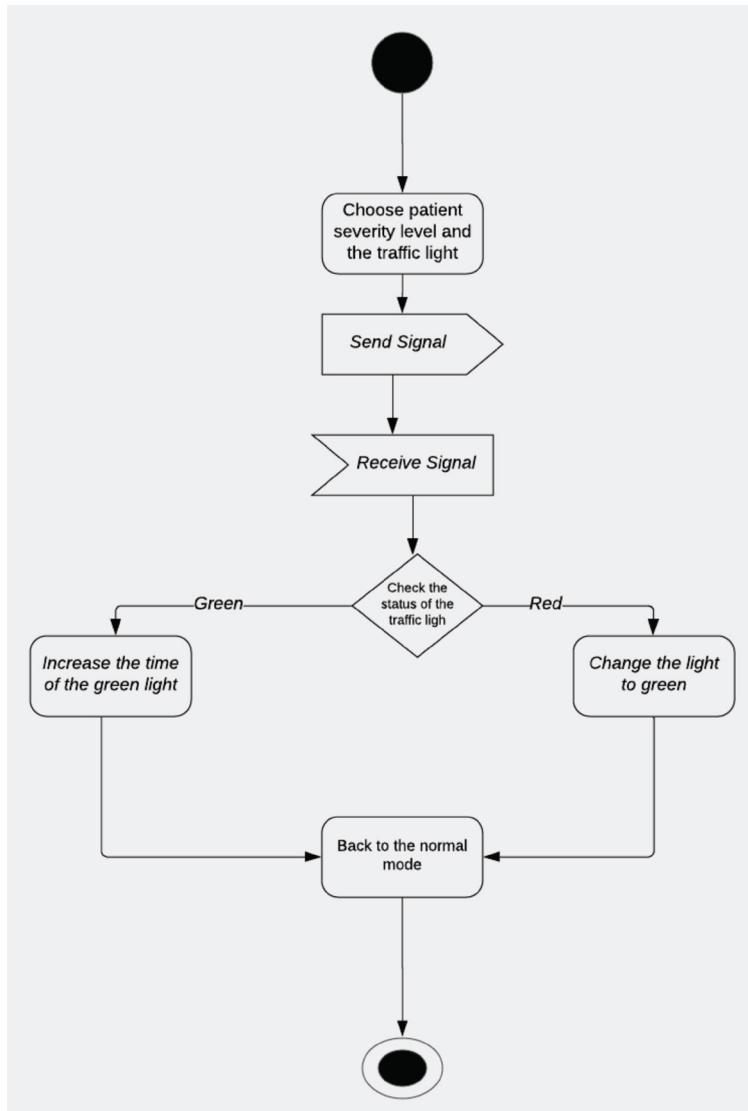 Choose patient
severity level and
the traffic light
Send Signal
Receive Signal
Check the
status of the
traffic ligh
Green
Red
Increase the time
of the green light
Change the light
to green
Back to the normal
mode